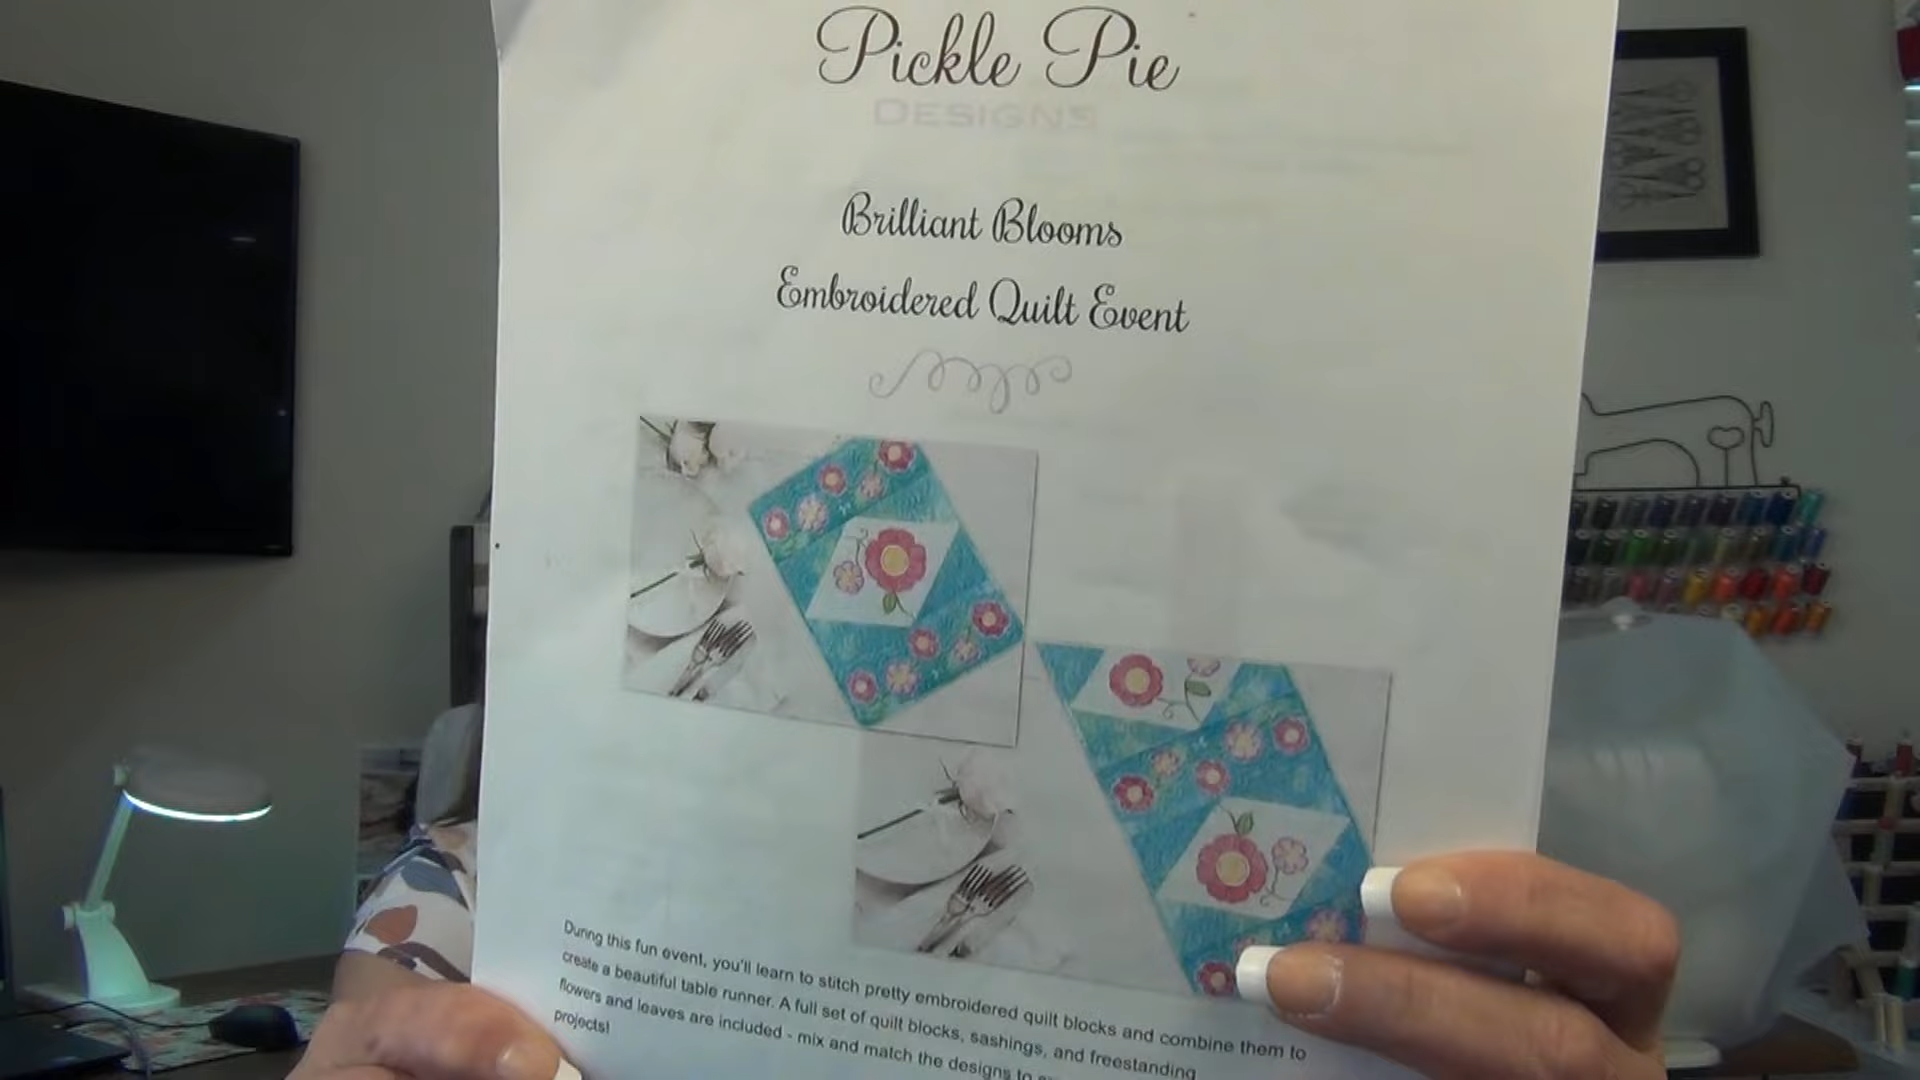 Pickle Pie
DESIGNS
Brilliant Blooms
Embroidered Quilt Event
During this fun event, you'll learn to stitch pretty embroidered quilt blocks and combine them to
create a beautiful table runner. A full set of quilt blocks, sashings, and freestanding
flowers and leaves are included - mix and match the designs to
projects!